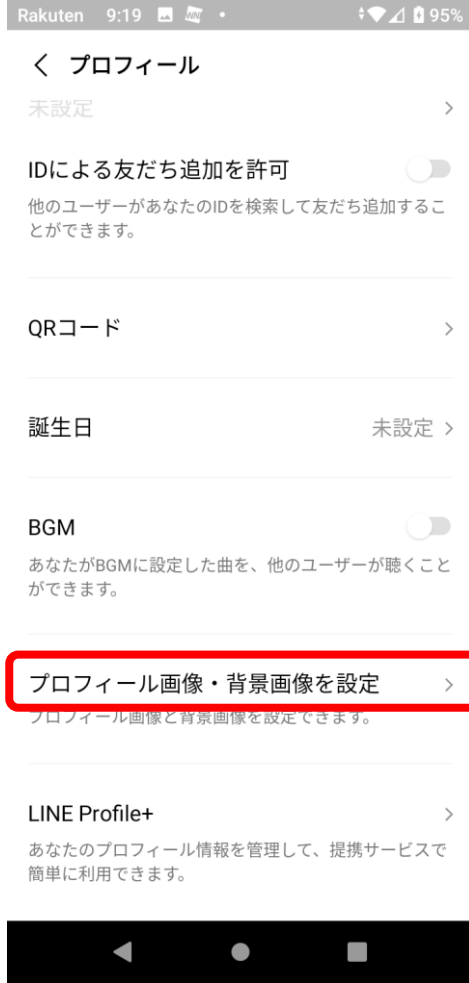 Rakuten 9:19 95%
プロフィール
未設定
IDによる友だち追加を許可
他のユーザーがあなたのIDを検索して友だち追加するこ
とができます。
QRコード
誕生日 未設定
BGM
あなたがBGMに設定した曲を、他のユーザーが聴くこと
ができます。
プロフィール画像・背景画像を設定
プロフィール画像と背景画像を設定できます。
LINE Profile+
あなたのプロフィール情報を管理して、提携サービスで
簡単に利用できます。